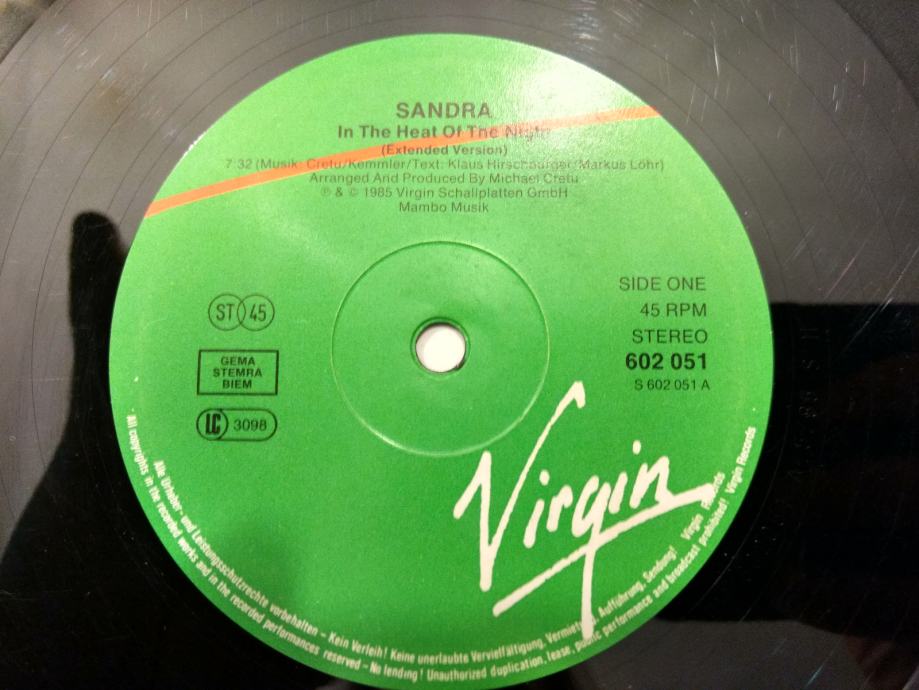 SANDRA
In The Heat Of The Night
(Extended Version)
7:32 (Musik: Cretu/Kemmler/Text: Klaus Hirschburger/Markus Löhr)
Arranged And Produced By Michael Cretu
℗ & © 1985 Virgin Schallplatten GmbH
Mambo Musik
ST 45
GEMA
STEMRA
BIEM
LC 3098
SIDE ONE
45 RPM
STEREO
602 051
S 602 051 A
Virgin
Alle Urheber- und Leistungsschutzrechte vorbehalten – Kein Verleih! Keine unerlaubte Vervielfältigung, Vermietung, Aufführung, Sendung! Virgin Records
All copyrights in the recorded works and in the recorded performances reserved – No lending! Unauthorized duplication, lease, public performance and broadcast prohibited! Virgin Records